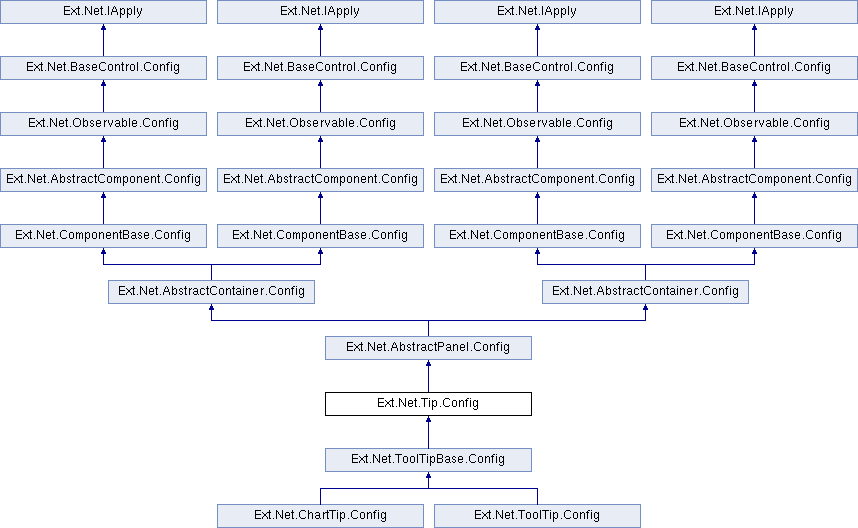 Ext.Net.IApply Ext.Net.IApply Ext.Net.IApply Ext.Net.IApply
Ext.Net.BaseControl.Config Ext.Net.BaseControl.Config Ext.Net.BaseControl.Config Ext.Net.BaseControl.Config
Ext.Net.Observable.Config Ext.Net.Observable.Config Ext.Net.Observable.Config Ext.Net.Observable.Config
Ext.Net.AbstractComponent.Config Ext.Net.AbstractComponent.Config Ext.Net.AbstractComponent.Config Ext.Net.AbstractComponent.Config
Ext.Net.ComponentBase.Config Ext.Net.ComponentBase.Config Ext.Net.ComponentBase.Config Ext.Net.ComponentBase.Config
Ext.Net.AbstractContainer.Config Ext.Net.AbstractContainer.Config
Ext.Net.AbstractPanel.Config
Ext.Net.Tip.Config
Ext.Net.ToolTipBase.Config
Ext.Net.ChartTip.Config Ext.Net.ToolTip.Config